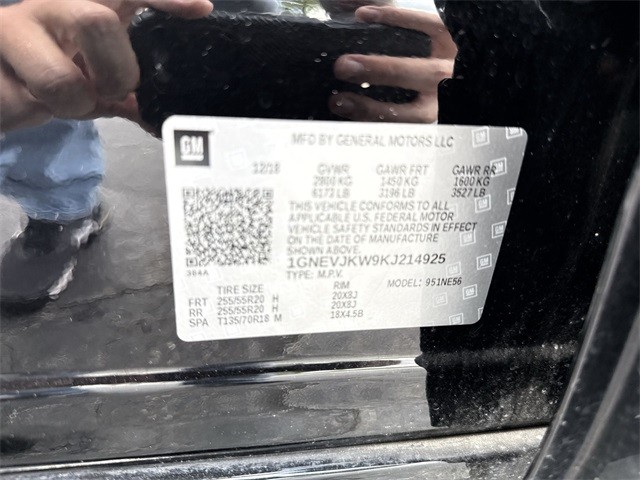 GM
MFD BY GENERAL MOTORS LLC
12/18 GVWR GAWR FRT GAWR RR
2800 KG 1450 KG 1600 KG
6173 LB 3196 LB 3527 LB
THIS VEHICLE CONFORMS TO ALL
APPLICABLE U.S. FEDERAL MOTOR
VEHICLE SAFETY STANDARDS IN EFFECT
ON THE DATE OF MANUFACTURE
SHOWN ABOVE.
1GNEVJKW9KJ214925
TYPE: M.P.V. MODEL: 951NE56
TIRE SIZE RIM
FRT 255/55R20 H 20X8J
RR 255/55R20 H 20X8J
SPA T135/70R18 M 18X4.5B